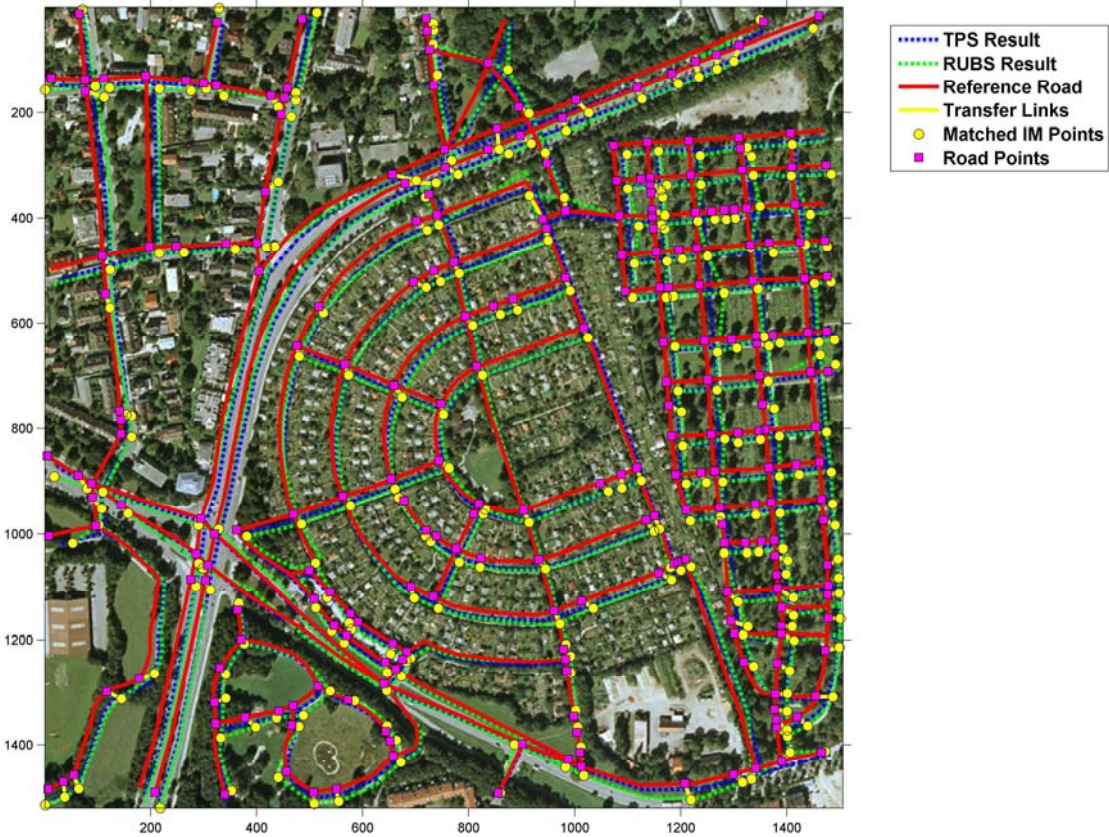 TPS Result
RUBS Result
Reference Road
Transfer Links
Matched IM Points
Road Points
200
400
600
800
1000
1200
1400
200
400
600
800
1000
1200
1400